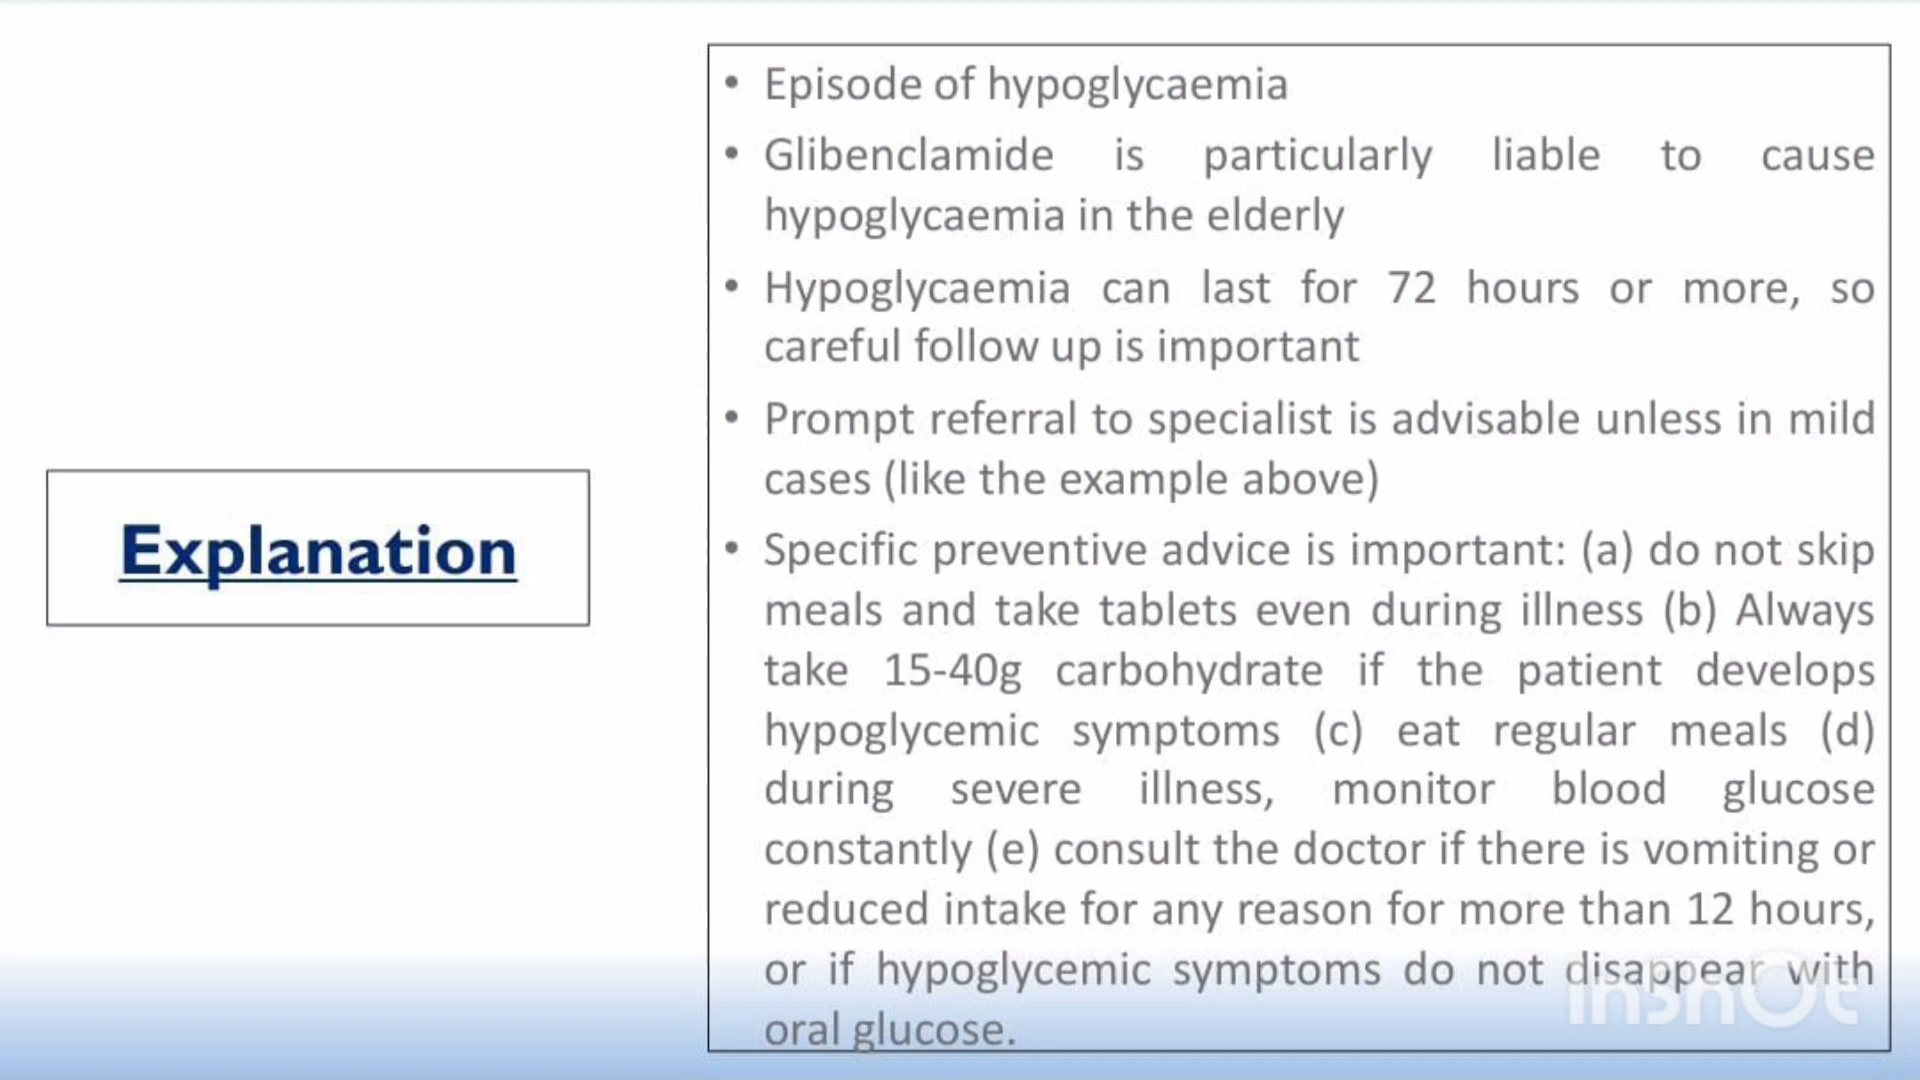 Explanation
• Episode of hypoglycaemia
• Glibenclamide is particularly liable to cause
hypoglycaemia in the elderly
• Hypoglycaemia can last for 72 hours or more, so
careful follow up is important
• Prompt referral to specialist is advisable unless in mild
cases (like the example above)
• Specific preventive advice is important: (a) do not skip
meals and take tablets even during illness (b) Always
take 15-40g carbohydrate if the patient develops
hypoglycemic symptoms (c) eat regular meals (d)
during severe illness, monitor blood glucose
constantly (e) consult the doctor if there is vomiting or
reduced intake for any reason for more than 12 hours,
or if hypoglycemic symptoms do not disappear with
oral glucose.
InShOt